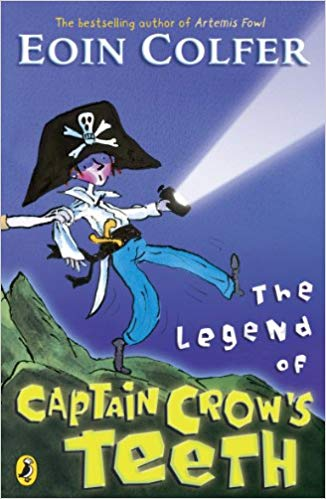 The bestselling author of Artemis Fowl
EOIN COLFER
THE
LEGEND
OF
CAPTAIN CROW'S
TEETH